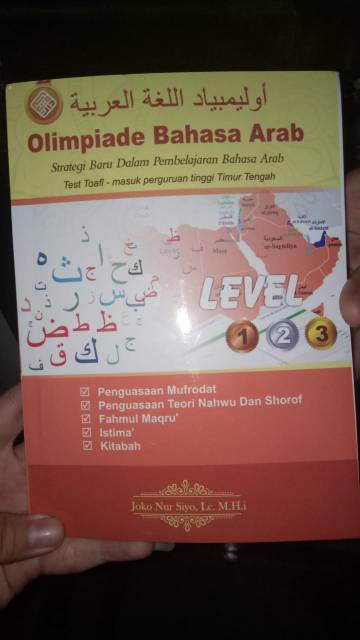 أوليمبياد اللغة العربية
Olimpiade Bahasa Arab
Strategi Baru Dalam Pembelajaran Bahasa Arab
Test Toafl - masuk perguruan tinggi Timur Tengah
LEVEL
1 2 3
Penguasaan Mufrodat
Penguasaan Teori Nahwu Dan Shorof
Fahmul Maqru'
Istima'
Kitabah
Joko Nur Siyo, Lc. M.H.i